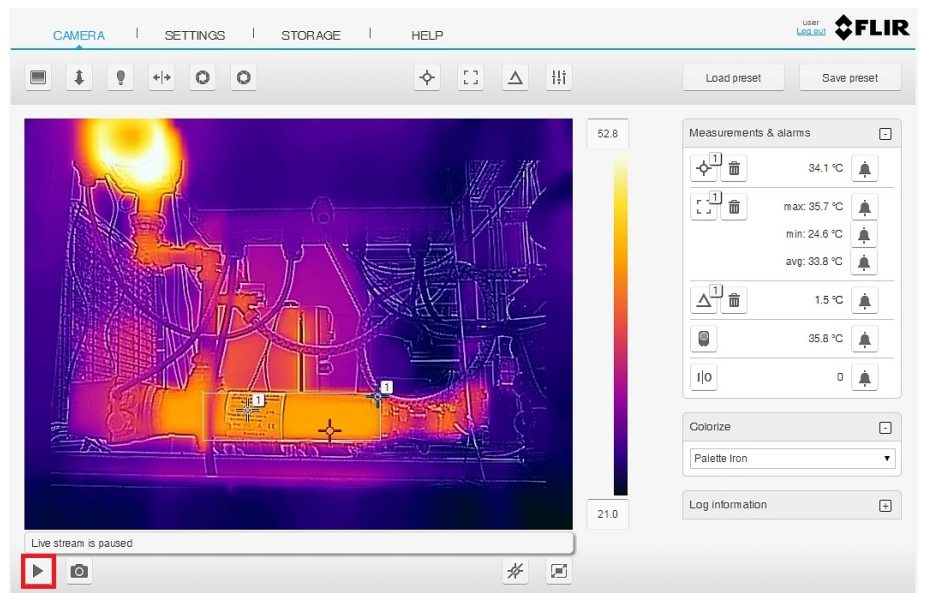 CAMERA | SETTINGS | STORAGE | HELP
user
Log out
FLIR
Load preset
Save preset
52.8
21.0
1
1
Measurements & alarms
1
34.1 °C
1
max: 35.7 °C
min: 24.6 °C
avg: 33.8 °C
1
1.5 °C
35.8 °C
I|O
0
Colorize
Palette Iron
Log information
Live stream is paused